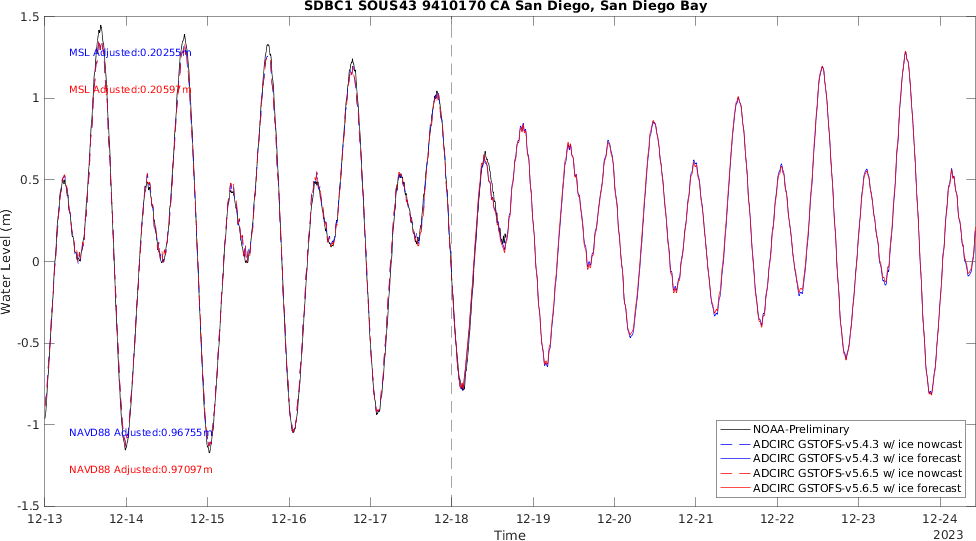 SDBC1 SOUS43 9410170 CA San Diego, San Diego Bay
MSL Adjusted:0.20255m
MSL Adjusted:0.20597m
NAVD88 Adjusted:0.96755m
NAVD88 Adjusted:0.97097m
Water Level (m)
1.5
1
0.5
0
-0.5
-1
-1.5
NOAA-Preliminary
ADCIRC GSTOFS-v5.4.3 w/ ice nowcast
ADCIRC GSTOFS-v5.4.3 w/ ice forecast
ADCIRC GSTOFS-v5.6.5 w/ ice nowcast
ADCIRC GSTOFS-v5.6.5 w/ ice forecast
12-13 12-14 12-15 12-16 12-17 12-18 12-19 12-20 12-21 12-22 12-23 12-24
Time
2023